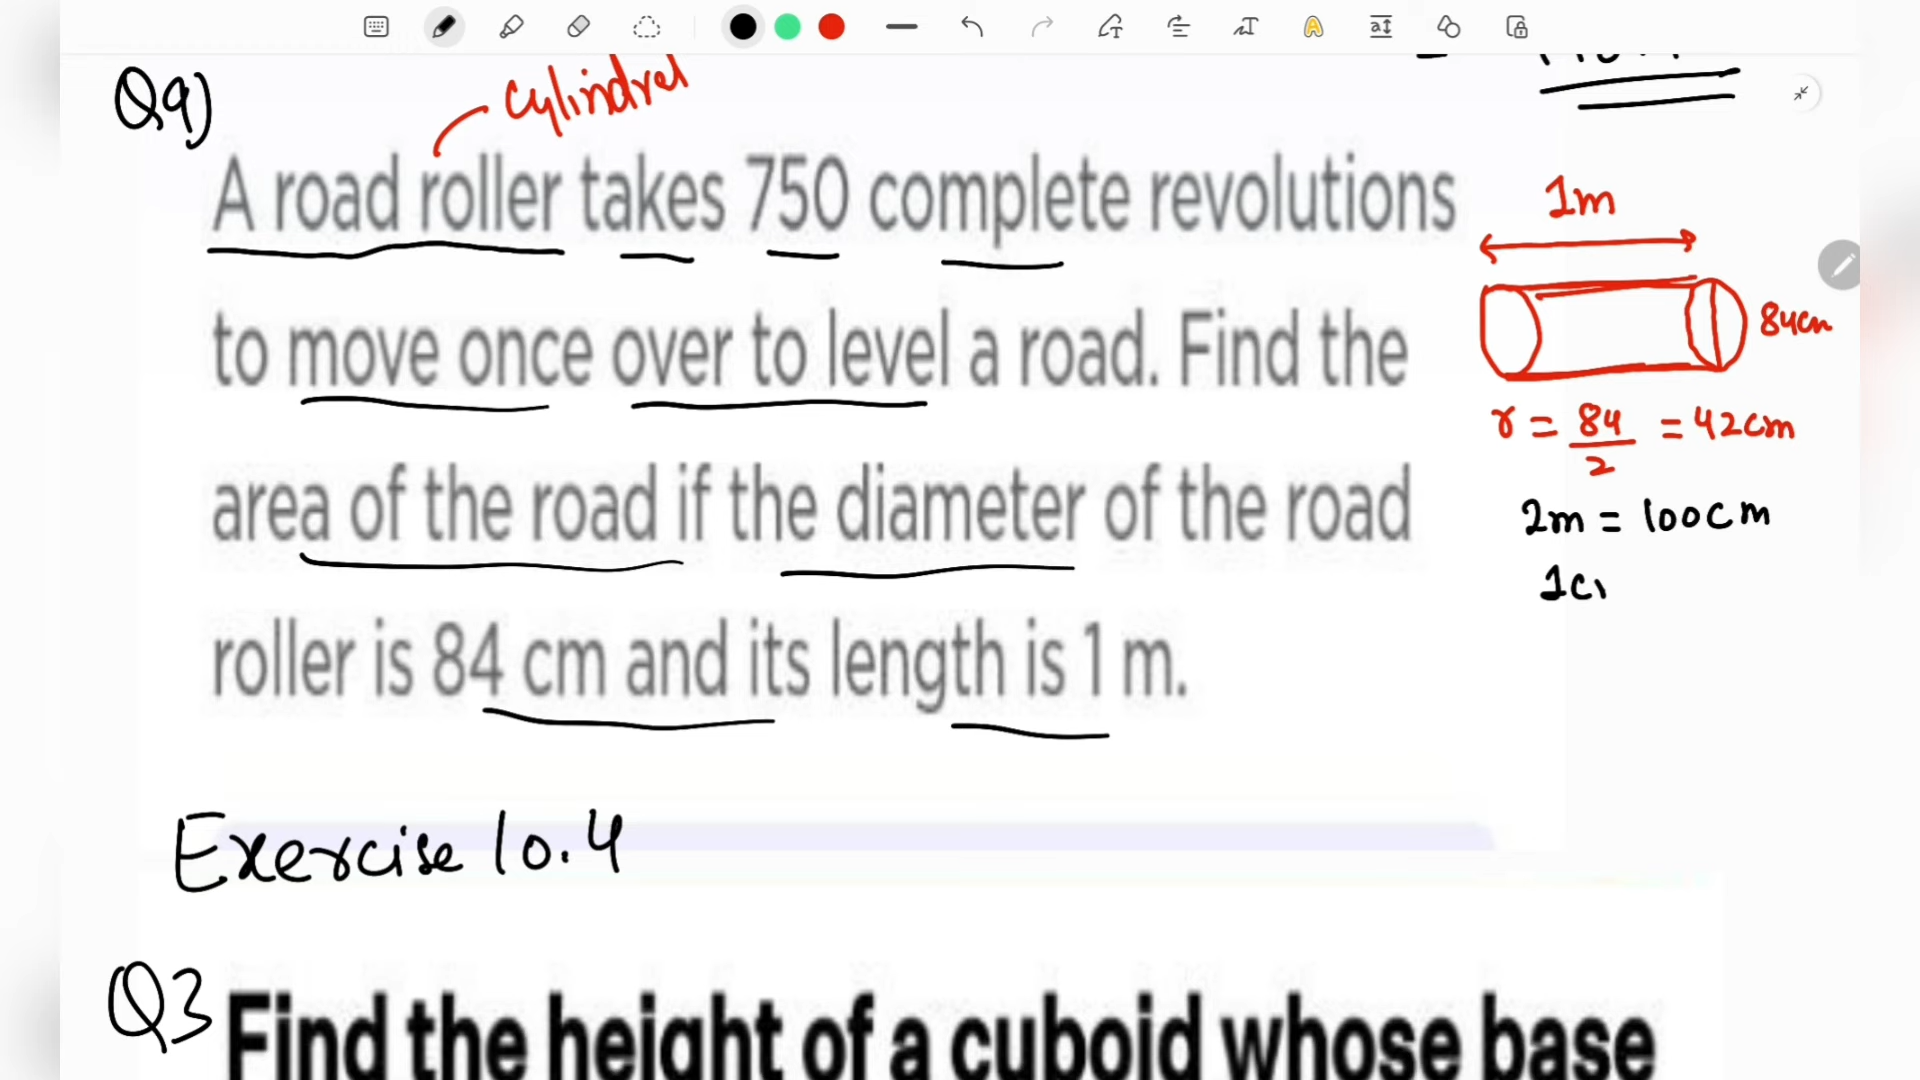 Q9)
Cylindrel
A road roller takes 750 complete revolutions
to move once over to level a road. Find the
area of the road if the diameter of the road
roller is 84 cm and its length is 1 m.
1m
84cm
r = 84/2 = 42cm
2m = 100cm
Exercise 10.4
Q3
Find the height of a cuboid whose base